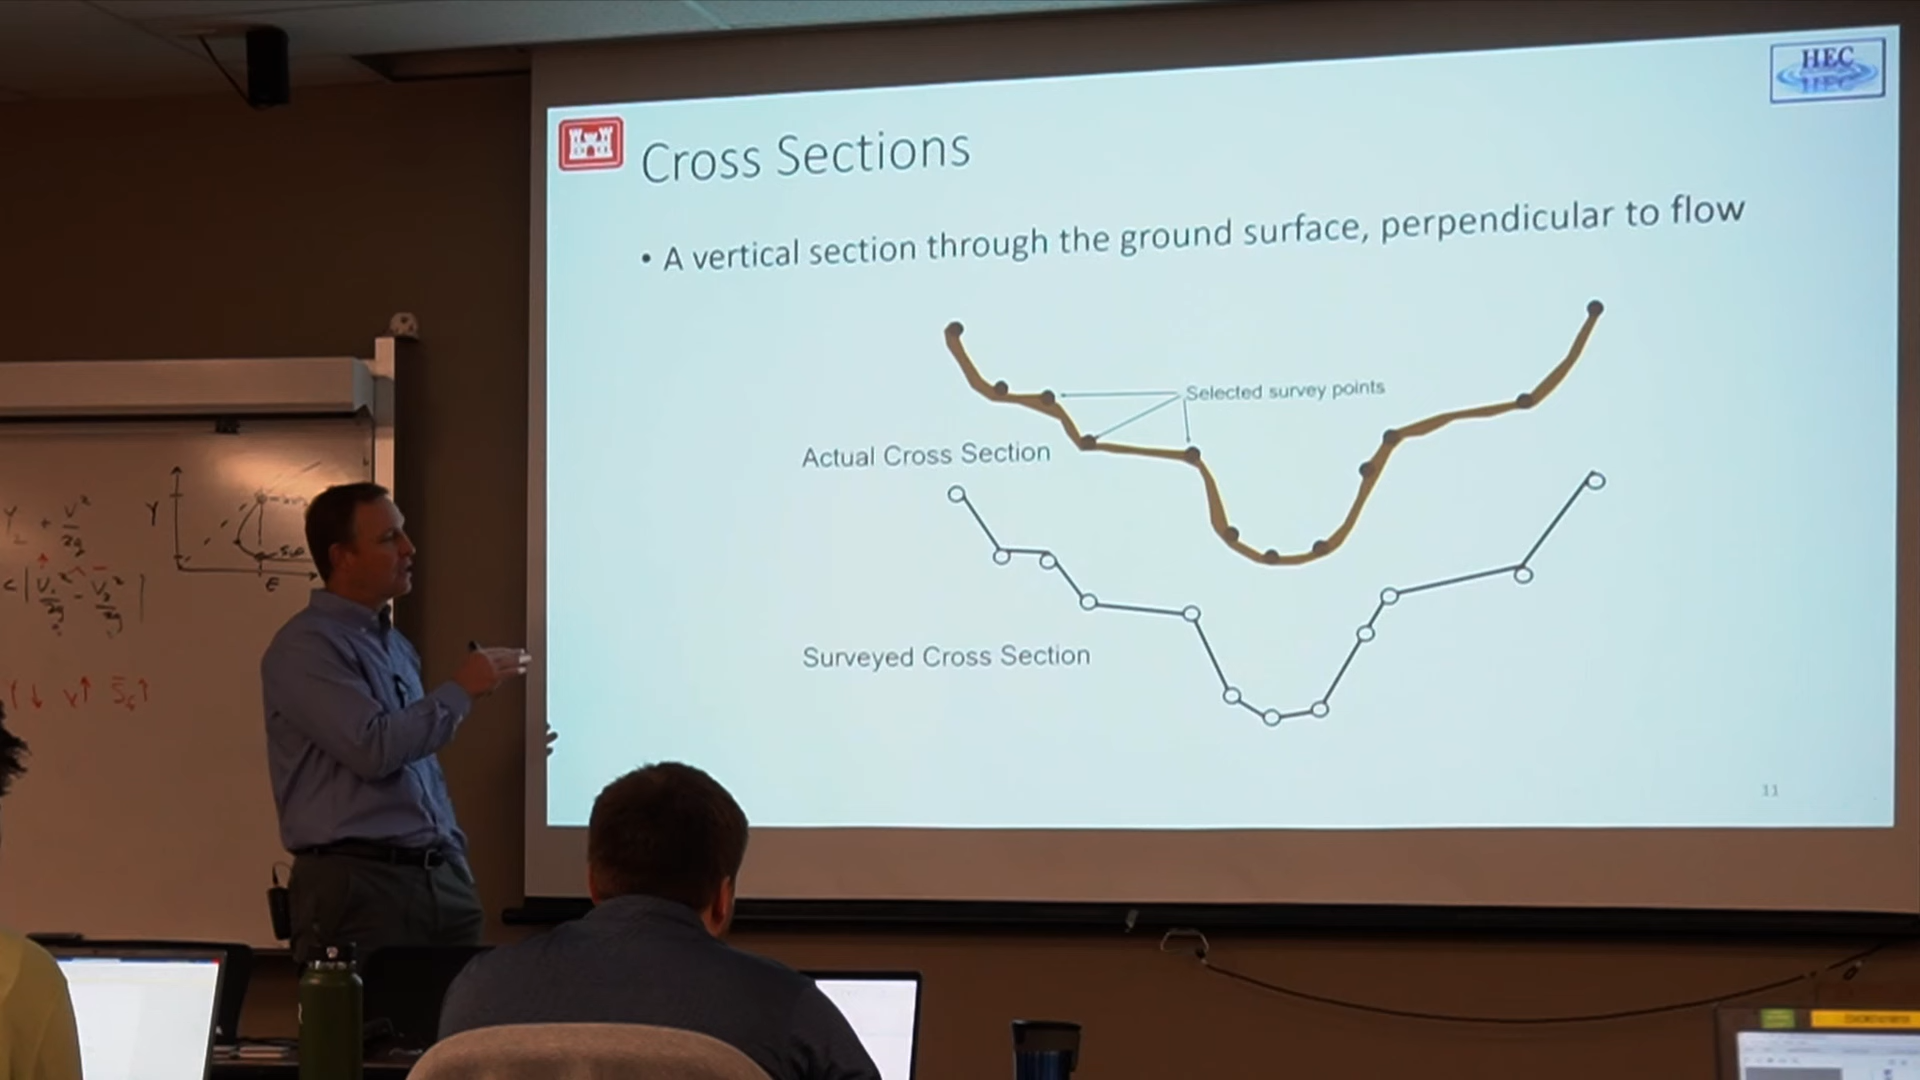 HEC
HEC
Cross Sections
• A vertical section through the ground surface, perpendicular to flow
Selected survey points
Actual Cross Section
Surveyed Cross Section
11
Y
E